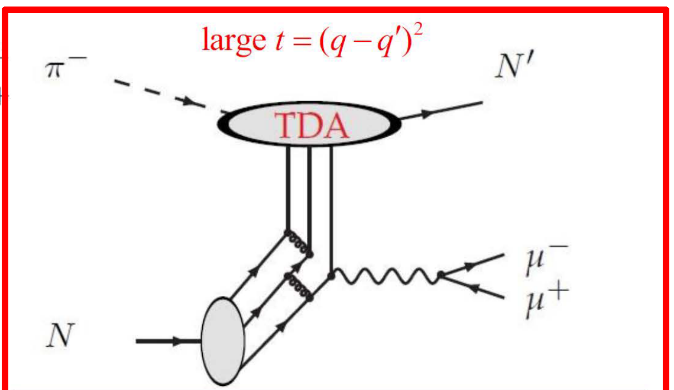 large t = (q − q′)²
π⁻ N′
TDA
μ⁻
μ⁺
N